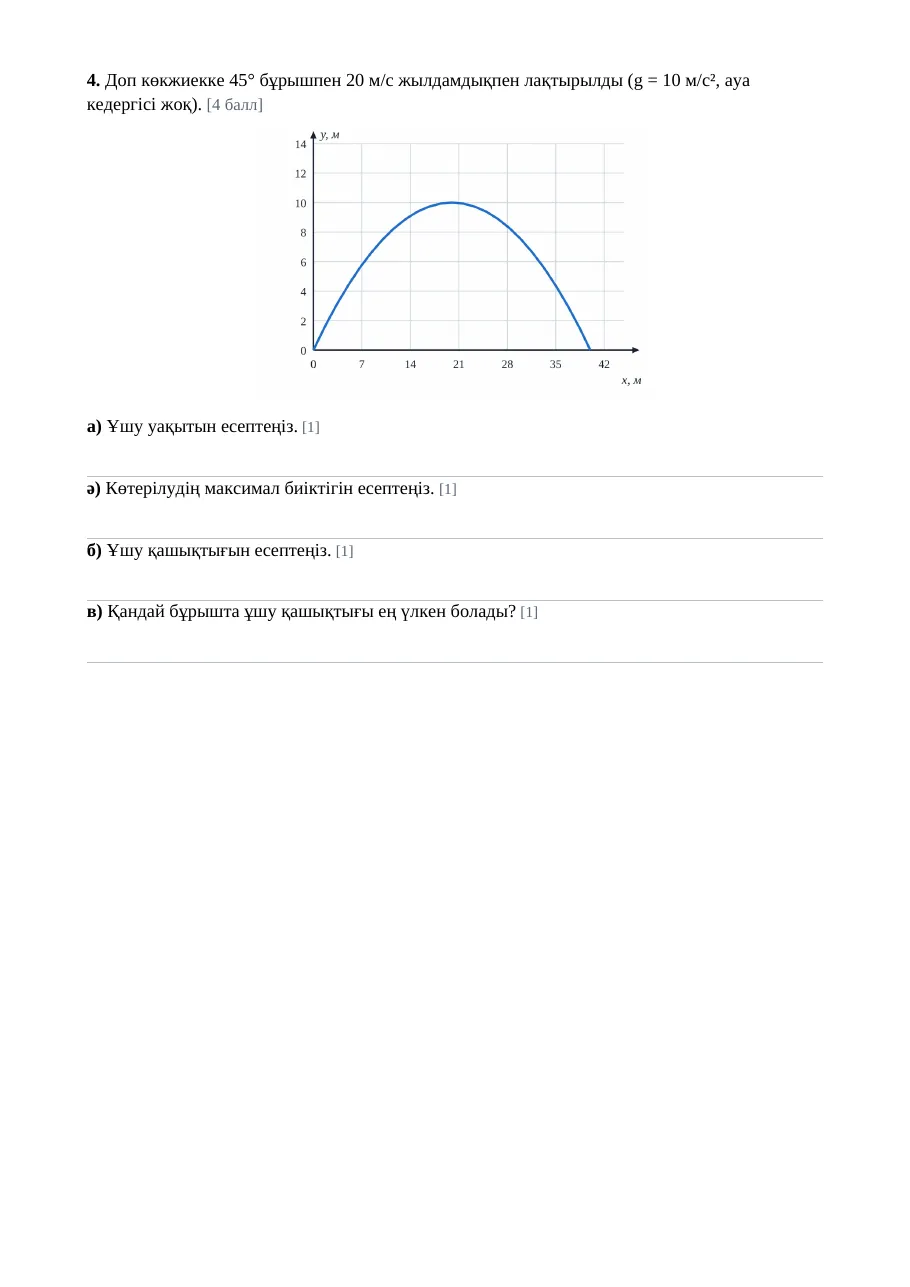 4. Доп көкжиекке 45° бұрышпен 20 м/с жылдамдықпен лақтырылды (g = 10 м/с², ауа
кедергісі жоқ). [4 балл]
y, м
14
12
10
8
6
4
2
0
0 7 14 21 28 35 42
x, м
а) Ұшу уақытын есептеңіз. [1]
ә) Көтерілудің максимал биіктігін есептеңіз. [1]
б) Ұшу қашықтығын есептеңіз. [1]
в) Қандай бұрышта ұшу қашықтығы ең үлкен болады? [1]